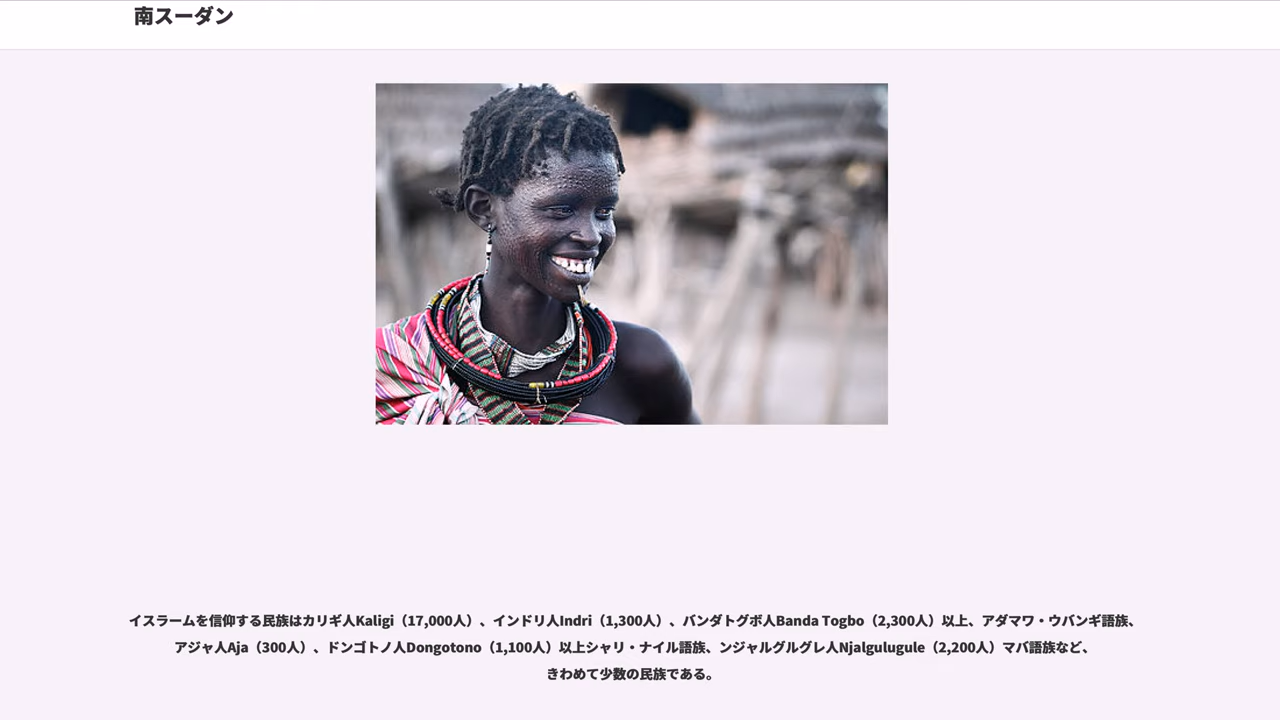 南スーダン
イスラームを信仰する民族はカリギ人Kaligi（17,000人）、インドリ人Indri（1,300人）、バンダトグボ人Banda Togbo（2,300人）以上、アダマワ・ウバンギ語族、
アジャ人Aja（300人）、ドンゴトノ人Dongotono（1,100人）以上シャリ・ナイル語族、ンジャルグルグレ人Njalgulugule（2,200人）マバ語族など、
きわめて少数の民族である。